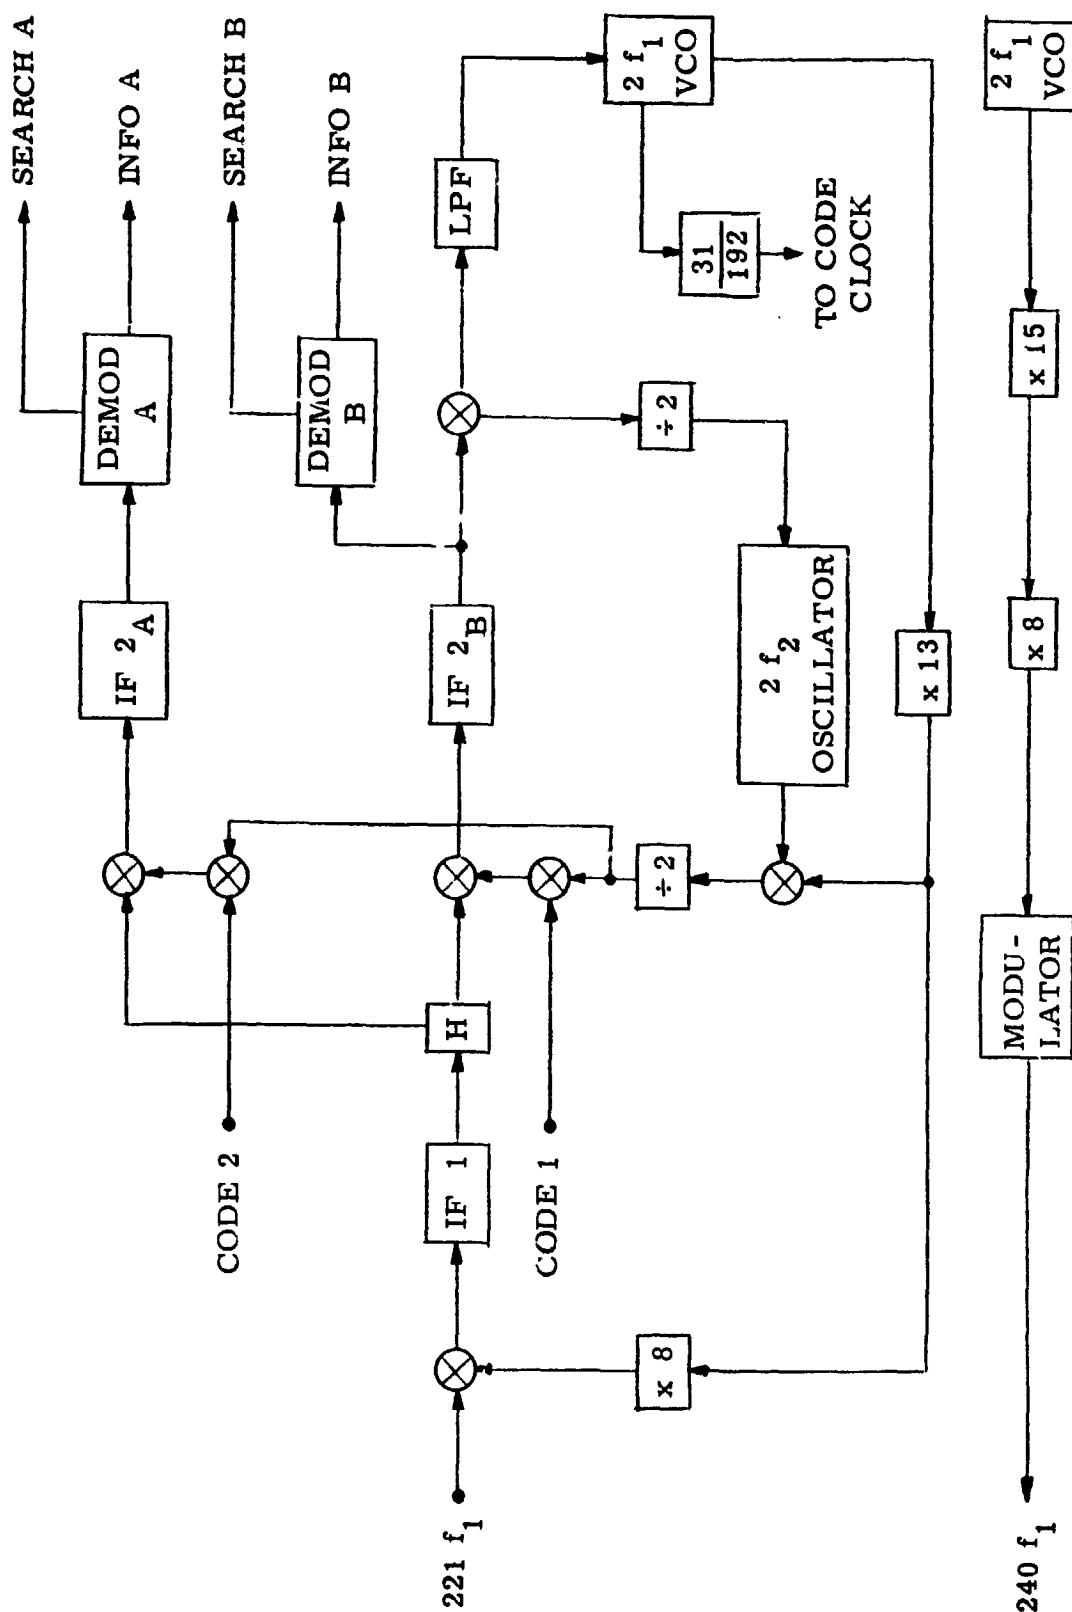 SEARCH A
INFO A
SEARCH B
INFO B
DEMOD
A
DEMOD
B
IF 2A
IF 2B
LPF
2 f1
VCO
31
192
TO CODE
CLOCK
÷ 2
2 f2
OSCILLATOR
x 13
÷ 2
H
CODE 2
IF 1
CODE 1
x 8
221 f1
2 f1
VCO
x 15
x 8
MODU-
LATOR
240 f1